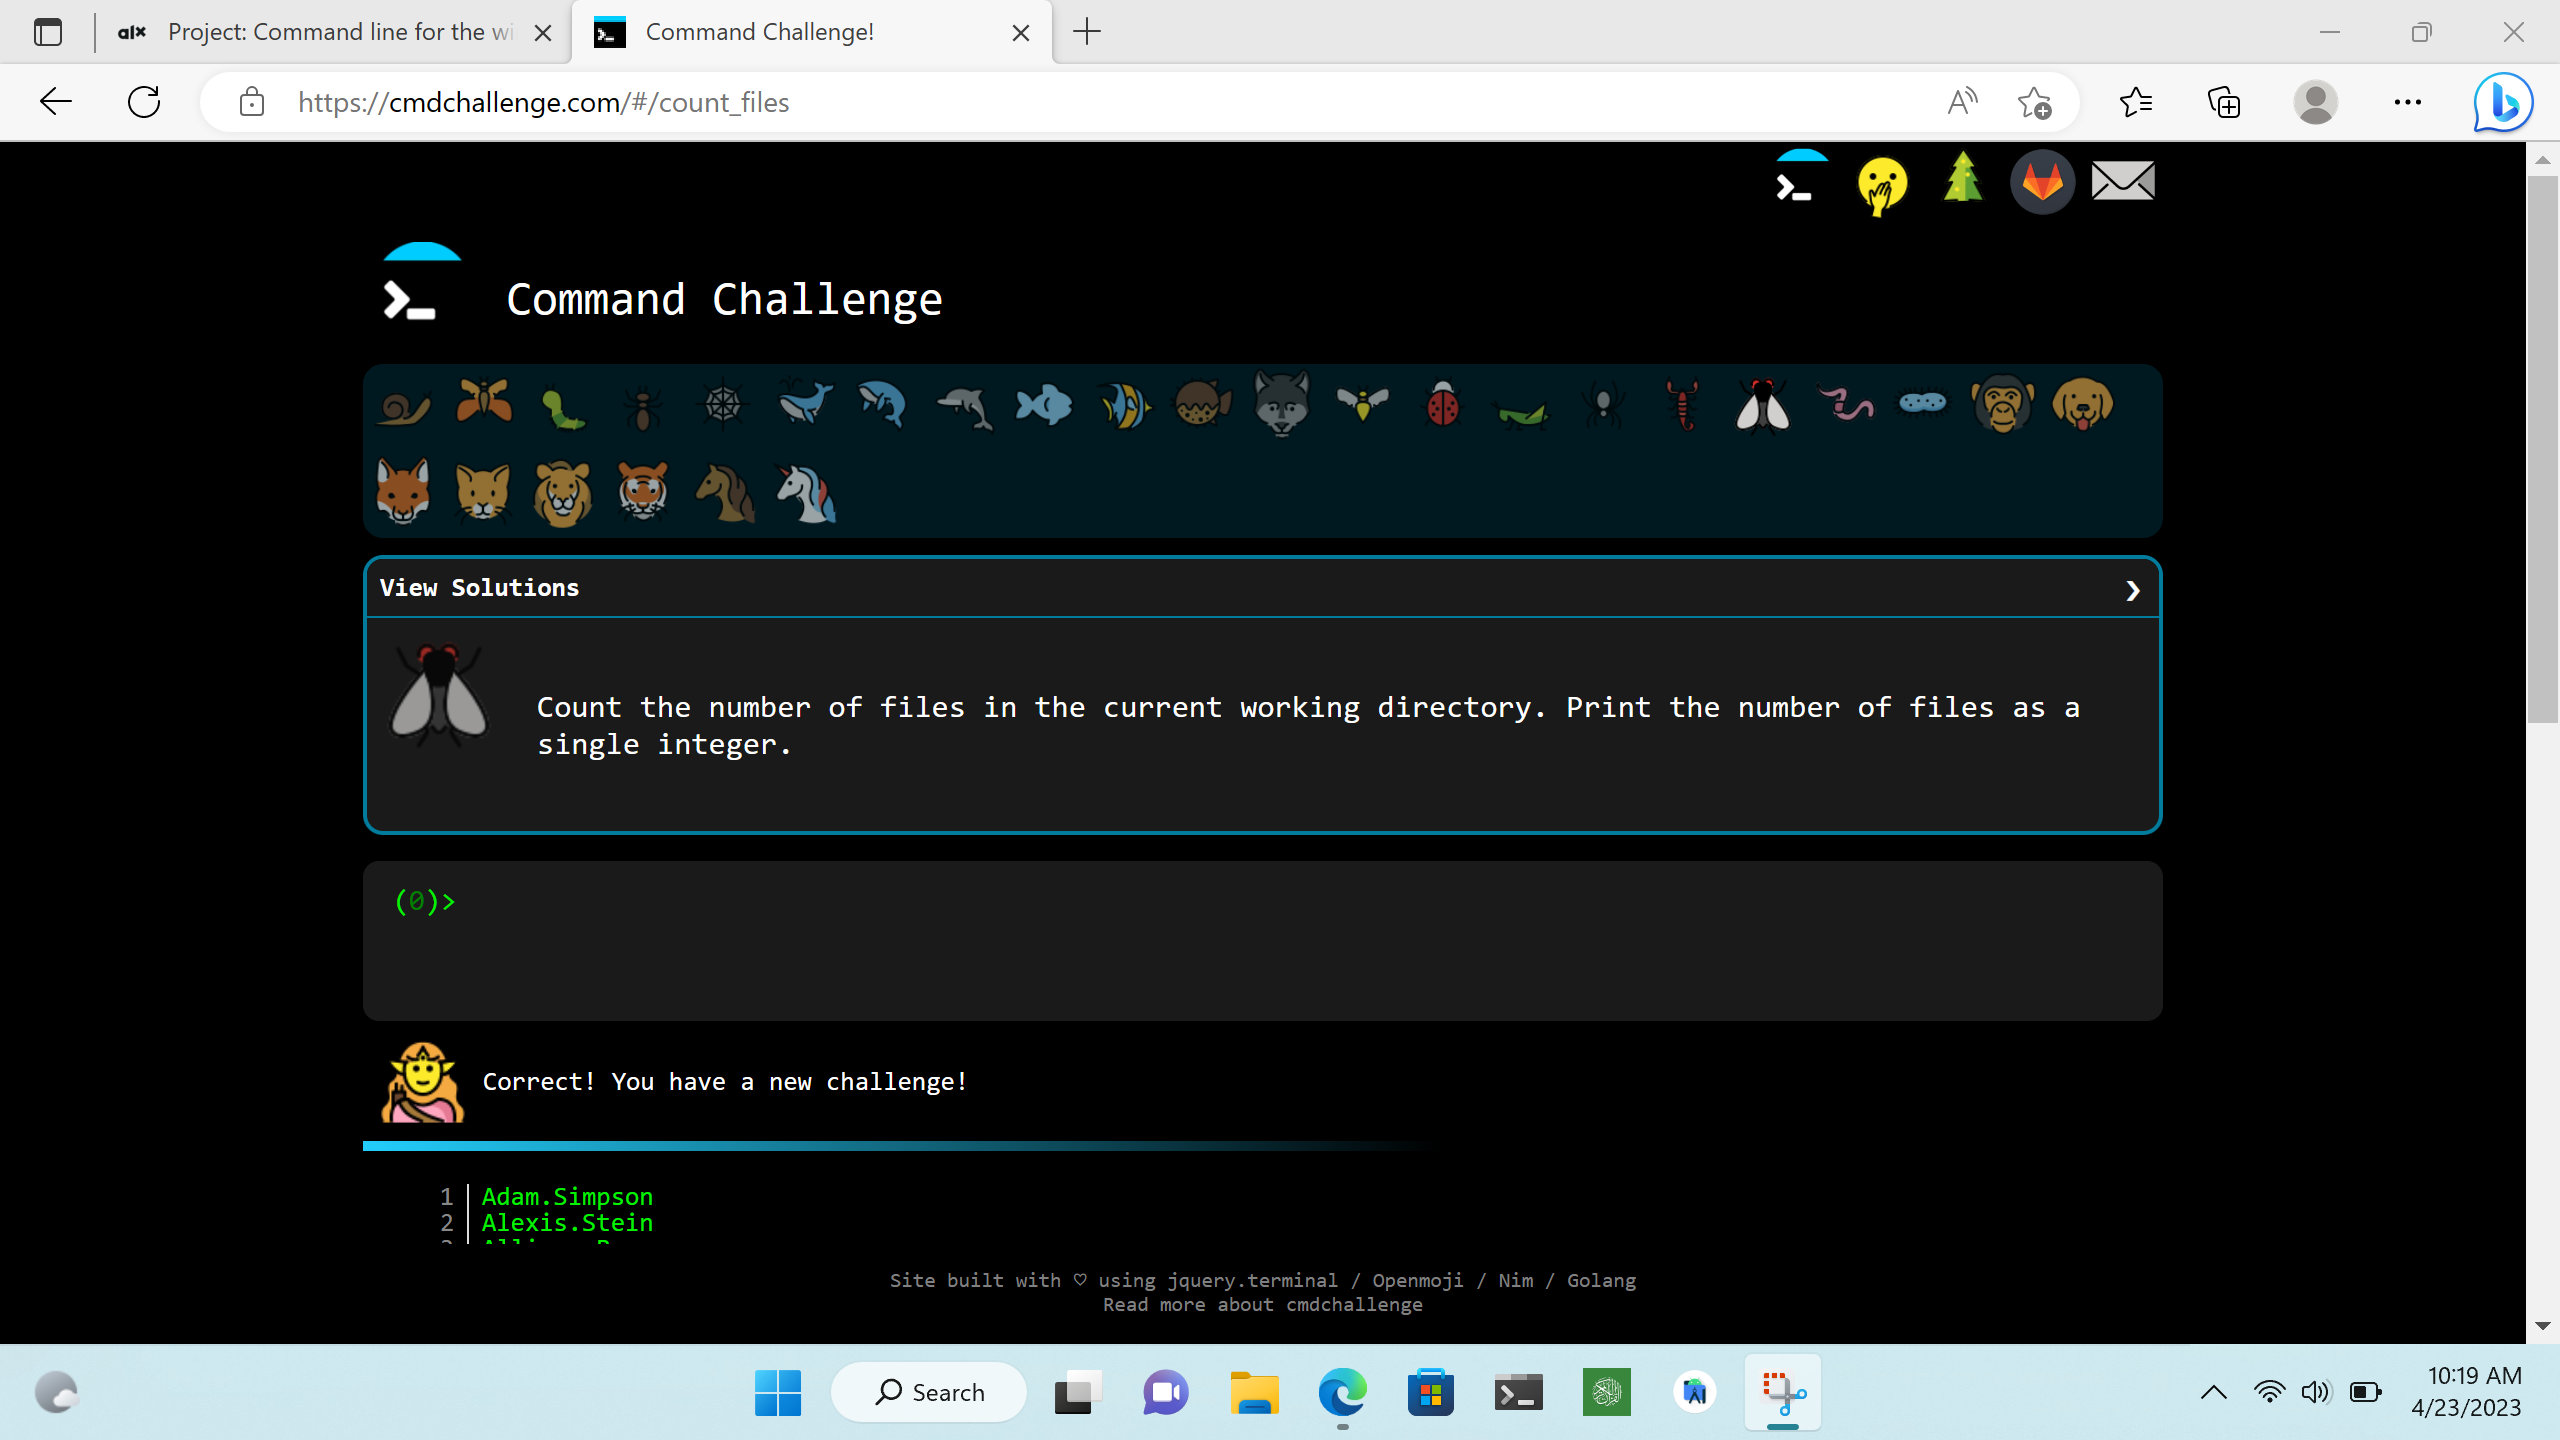 alx Project: Command line for the wi
Command Challenge!
https://cmdchallenge.com/#/count_files
Command Challenge
View Solutions
Count the number of files in the current working directory. Print the number of files as a
single integer.
(0)>
Correct! You have a new challenge!
1 Adam.Simpson
2 Alexis.Stein
Site built with ♡ using jquery.terminal / Openmoji / Nim / Golang
Read more about cmdchallenge
Search
10:19 AM
4/23/2023